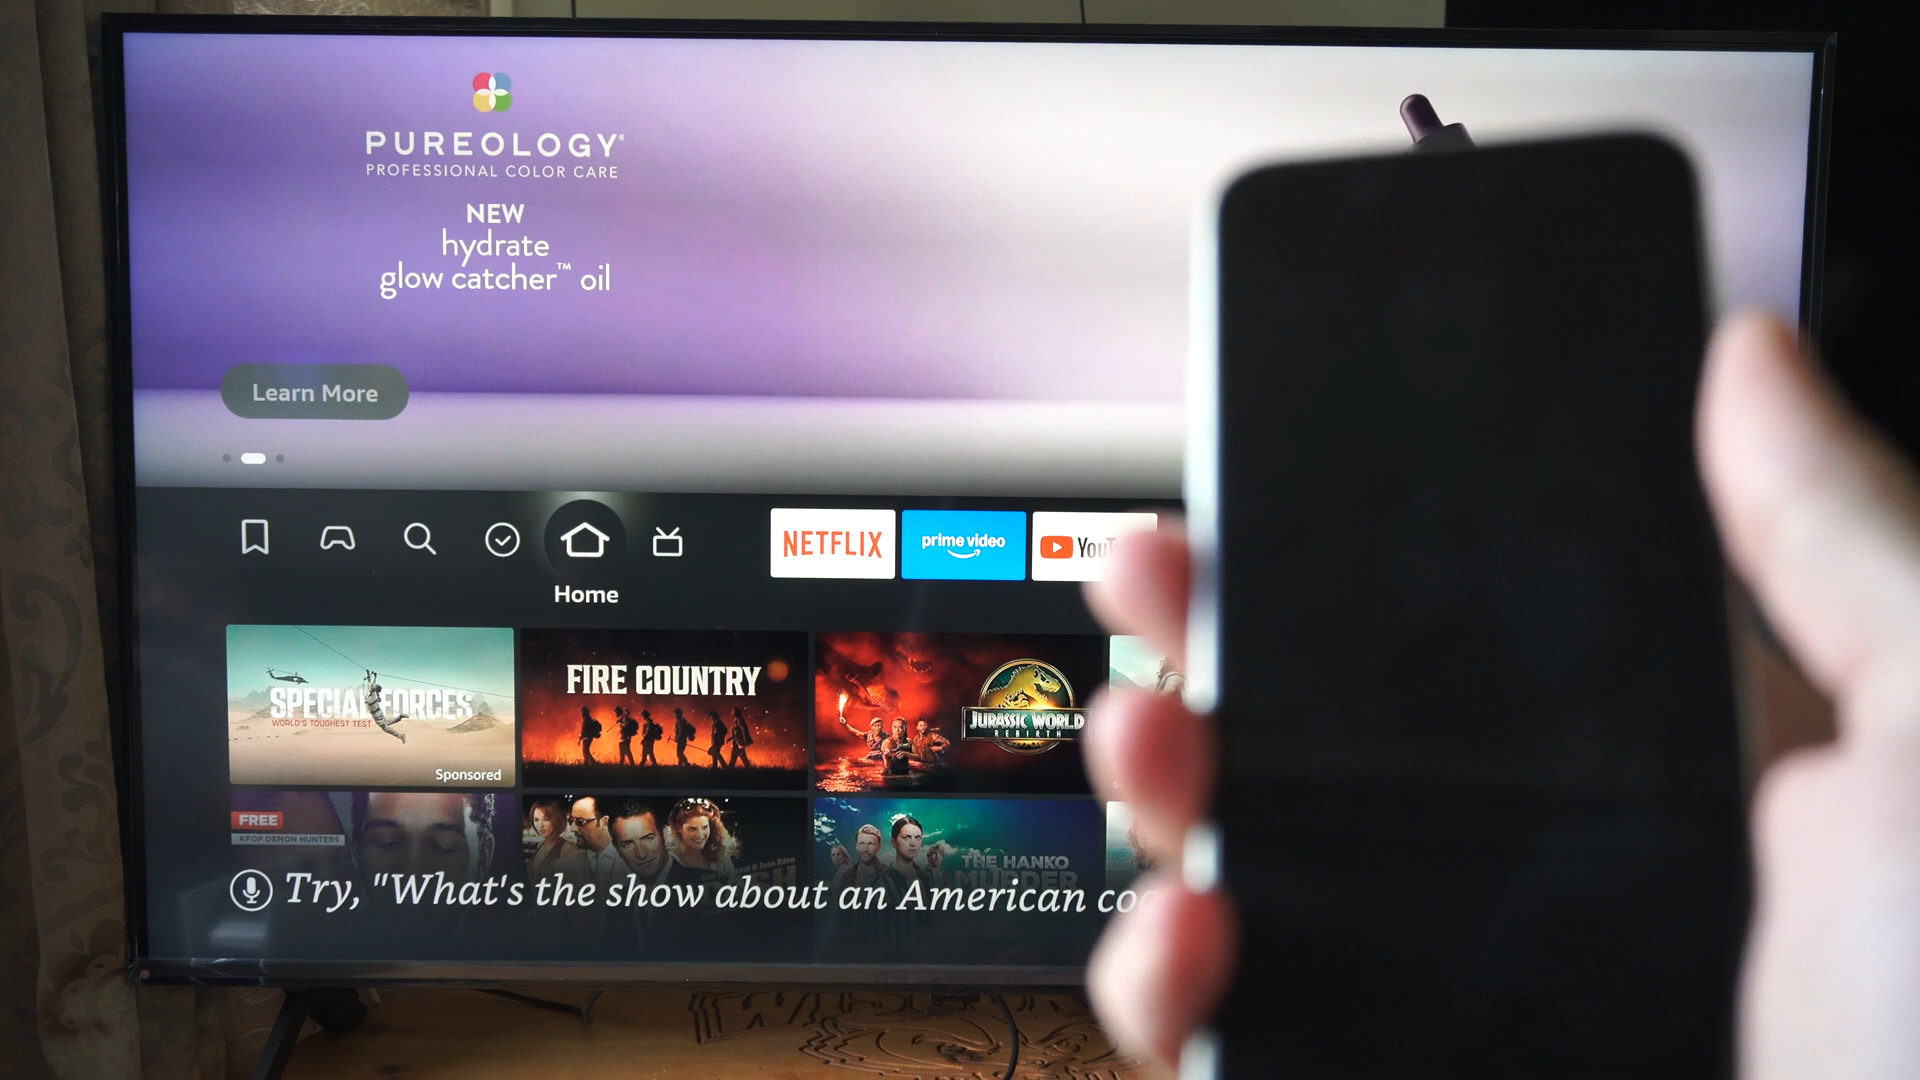 PUREOLOGY®
PROFESSIONAL COLOR CARE
NEW
hydrate
glow catcher™ oil
Learn More
NETFLIX
prime video
Home
SPECIAL FORCES
WORLD'S TOUGHEST TEST
Sponsored
FIRE COUNTRY
JURASSIC WORLD
REBIRTH
FREE
KPOP DEMON HUNTERS
THE HANKO
MURDER
Try, "What's the show about an American